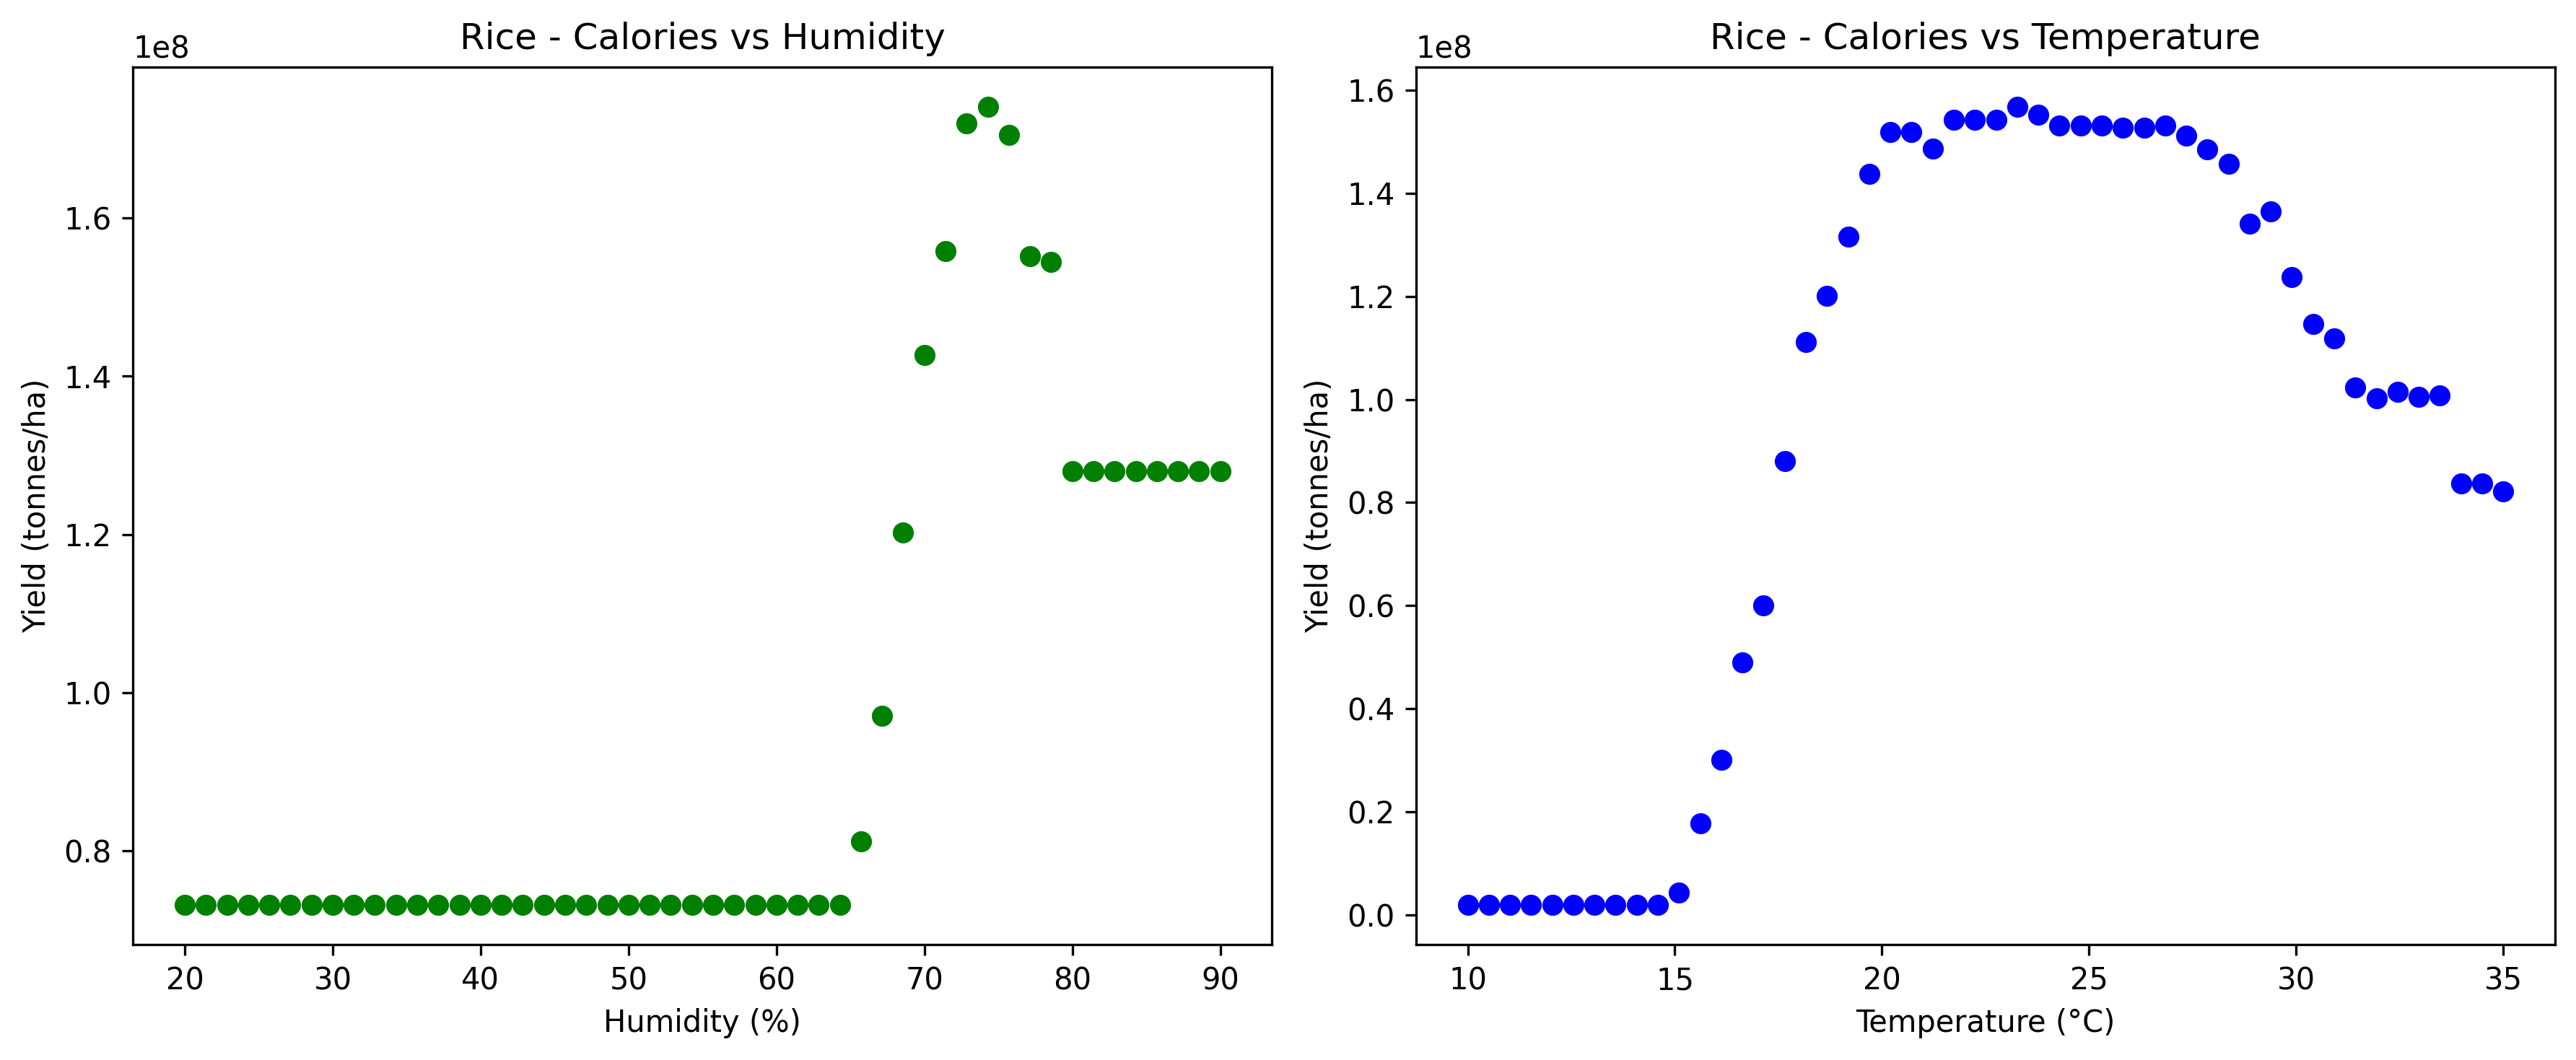 Rice - Calories vs Humidity
1e8
Yield (tonnes/ha)
1.6
1.4
1.2
1.0
0.8
20 30 40 50 60 70 80 90
Humidity (%)
Rice - Calories vs Temperature
1e8
Yield (tonnes/ha)
1.6
1.4
1.2
1.0
0.8
0.6
0.4
0.2
0.0
10 15 20 25 30 35
Temperature (°C)